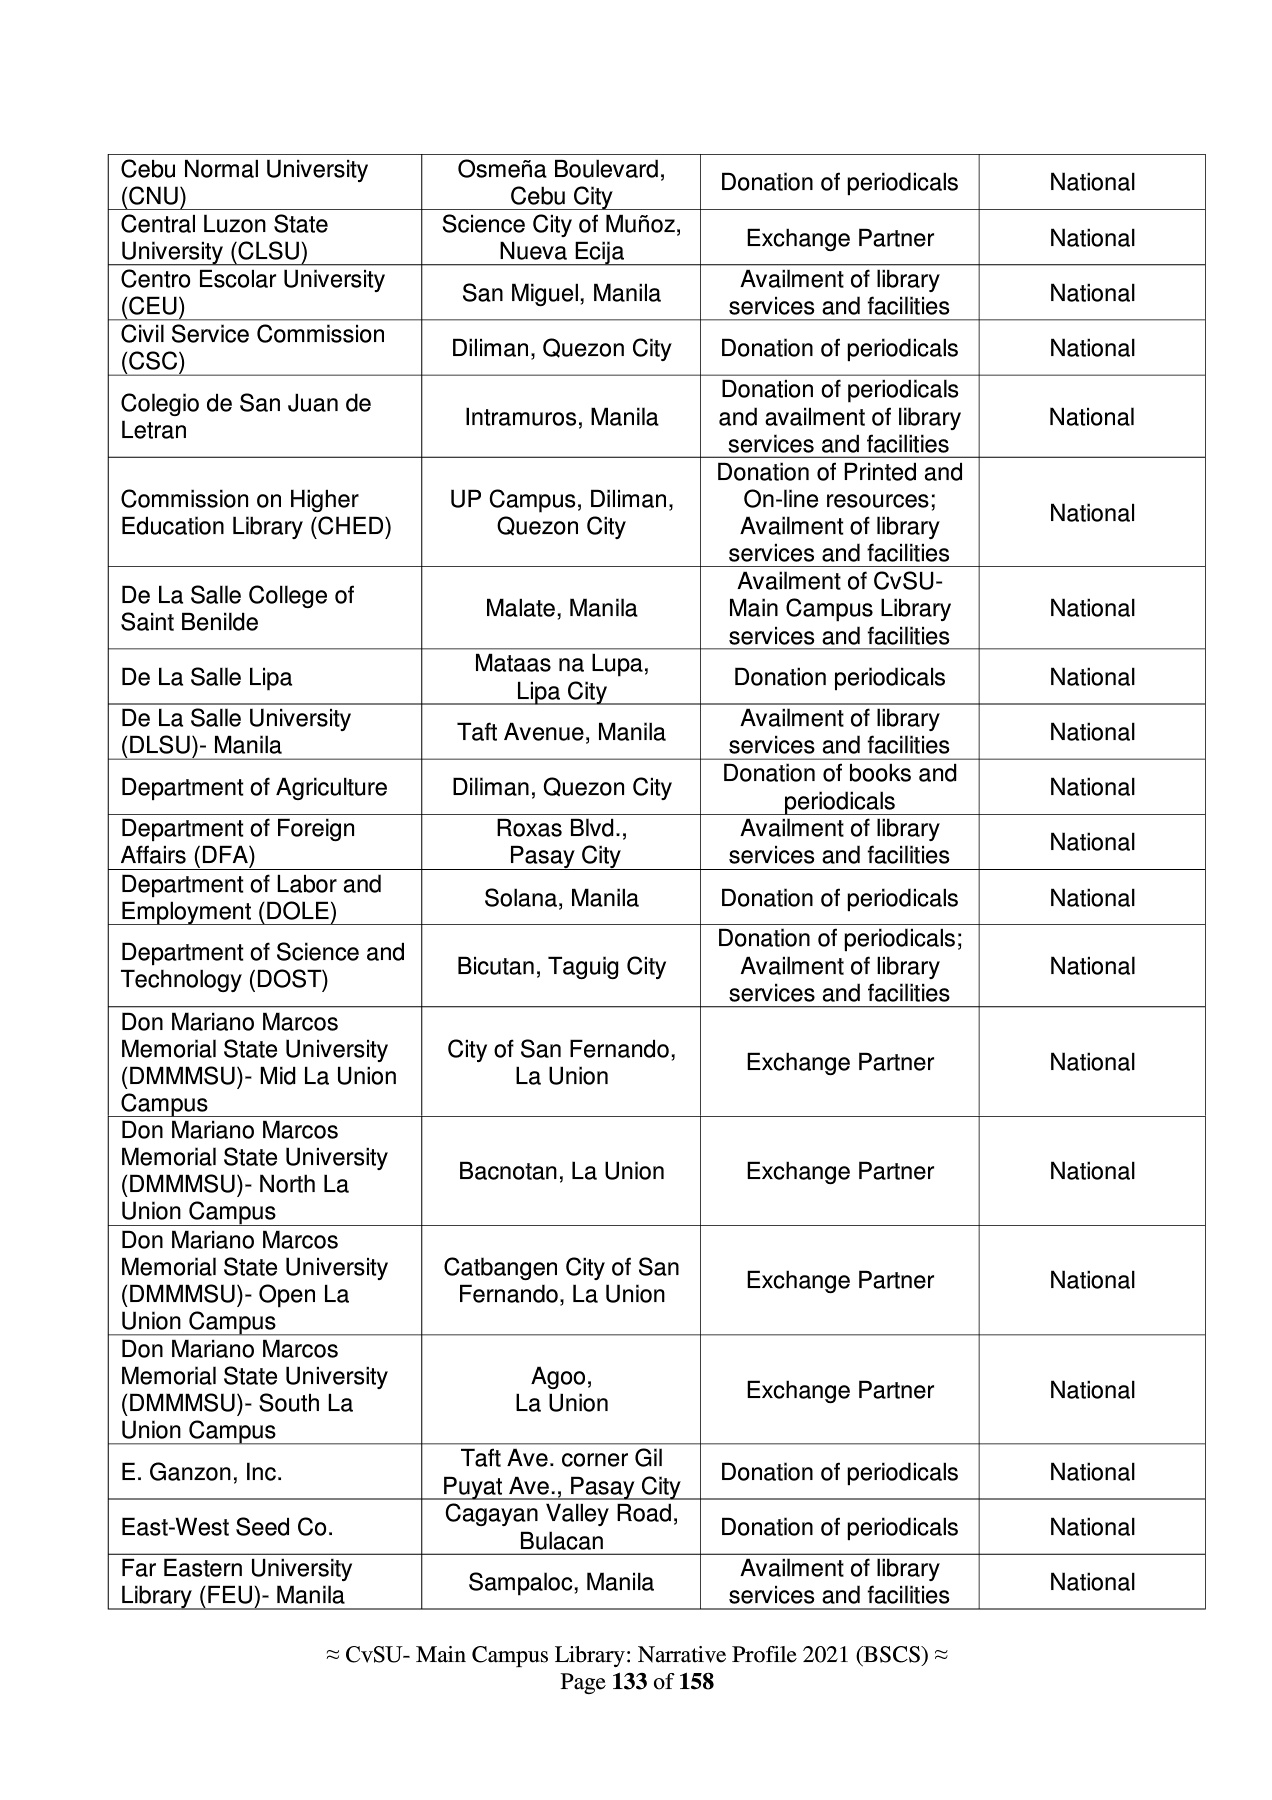 Cebu Normal University
(CNU)
Osmeña Boulevard,
Cebu City
Donation of periodicals
National
Central Luzon State
University (CLSU)
Science City of Muñoz,
Nueva Ecija
Exchange Partner
National
Centro Escolar University
(CEU)
San Miguel, Manila
Availment of library
services and facilities
National
Civil Service Commission
(CSC)
Diliman, Quezon City
Donation of periodicals
National
Colegio de San Juan de
Letran
Intramuros, Manila
Donation of periodicals
and availment of library
services and facilities
National
Commission on Higher
Education Library (CHED)
UP Campus, Diliman,
Quezon City
Donation of Printed and
On-line resources;
Availment of library
services and facilities
National
De La Salle College of
Saint Benilde
Malate, Manila
Availment of CvSU-
Main Campus Library
services and facilities
National
De La Salle Lipa
Mataas na Lupa,
Lipa City
Donation periodicals
National
De La Salle University
(DLSU)- Manila
Taft Avenue, Manila
Availment of library
services and facilities
National
Department of Agriculture
Diliman, Quezon City
Donation of books and
periodicals
National
Department of Foreign
Affairs (DFA)
Roxas Blvd.,
Pasay City
Availment of library
services and facilities
National
Department of Labor and
Employment (DOLE)
Solana, Manila
Donation of periodicals
National
Department of Science and
Technology (DOST)
Bicutan, Taguig City
Donation of periodicals;
Availment of library
services and facilities
National
Don Mariano Marcos
Memorial State University
(DMMMSU)- Mid La Union
Campus
City of San Fernando,
La Union
Exchange Partner
National
Don Mariano Marcos
Memorial State University
(DMMMSU)- North La
Union Campus
Bacnotan, La Union
Exchange Partner
National
Don Mariano Marcos
Memorial State University
(DMMMSU)- Open La
Union Campus
Catbangen City of San
Fernando, La Union
Exchange Partner
National
Don Mariano Marcos
Memorial State University
(DMMMSU)- South La
Union Campus
Agoo,
La Union
Exchange Partner
National
E. Ganzon, Inc.
Taft Ave. corner Gil
Puyat Ave., Pasay City
Donation of periodicals
National
East-West Seed Co.
Cagayan Valley Road,
Bulacan
Donation of periodicals
National
Far Eastern University
Library (FEU)- Manila
Sampaloc, Manila
Availment of library
services and facilities
National
≈ CvSU- Main Campus Library: Narrative Profile 2021 (BSCS) ≈
Page 133 of 158